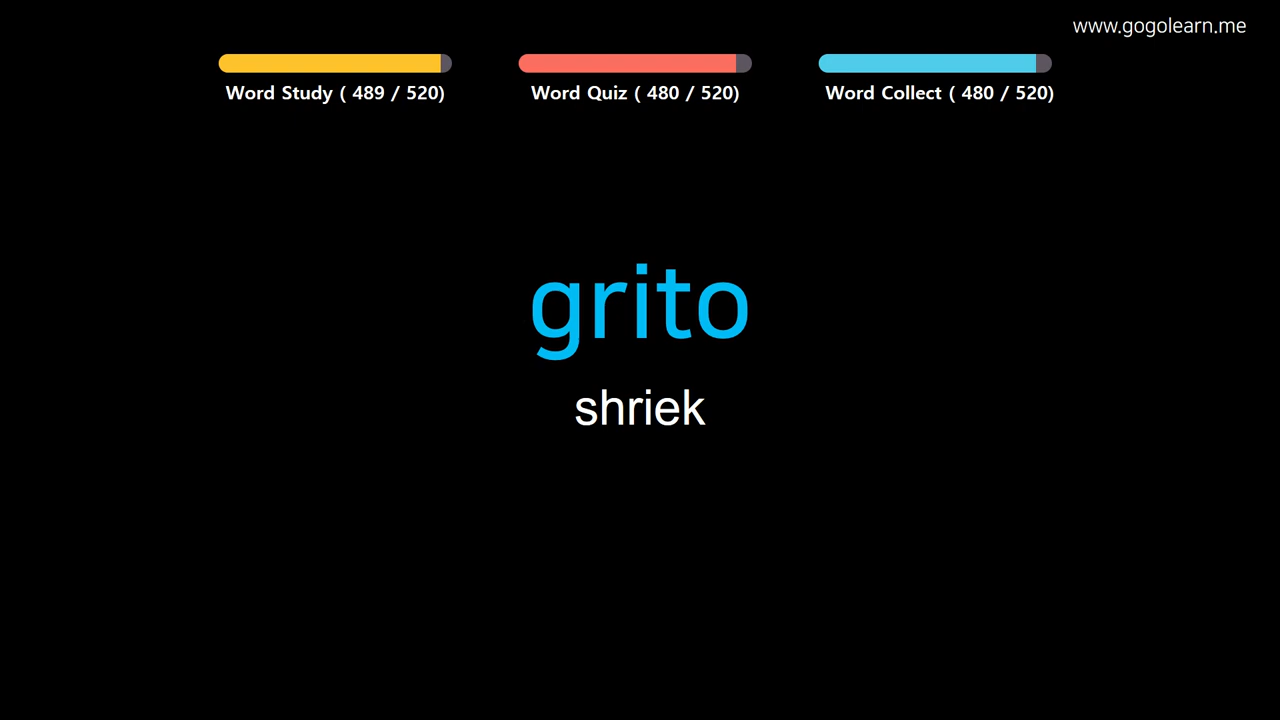 www.gogolearn.me
Word Study ( 489 / 520)
Word Quiz ( 480 / 520)
Word Collect ( 480 / 520)
grito
shriek